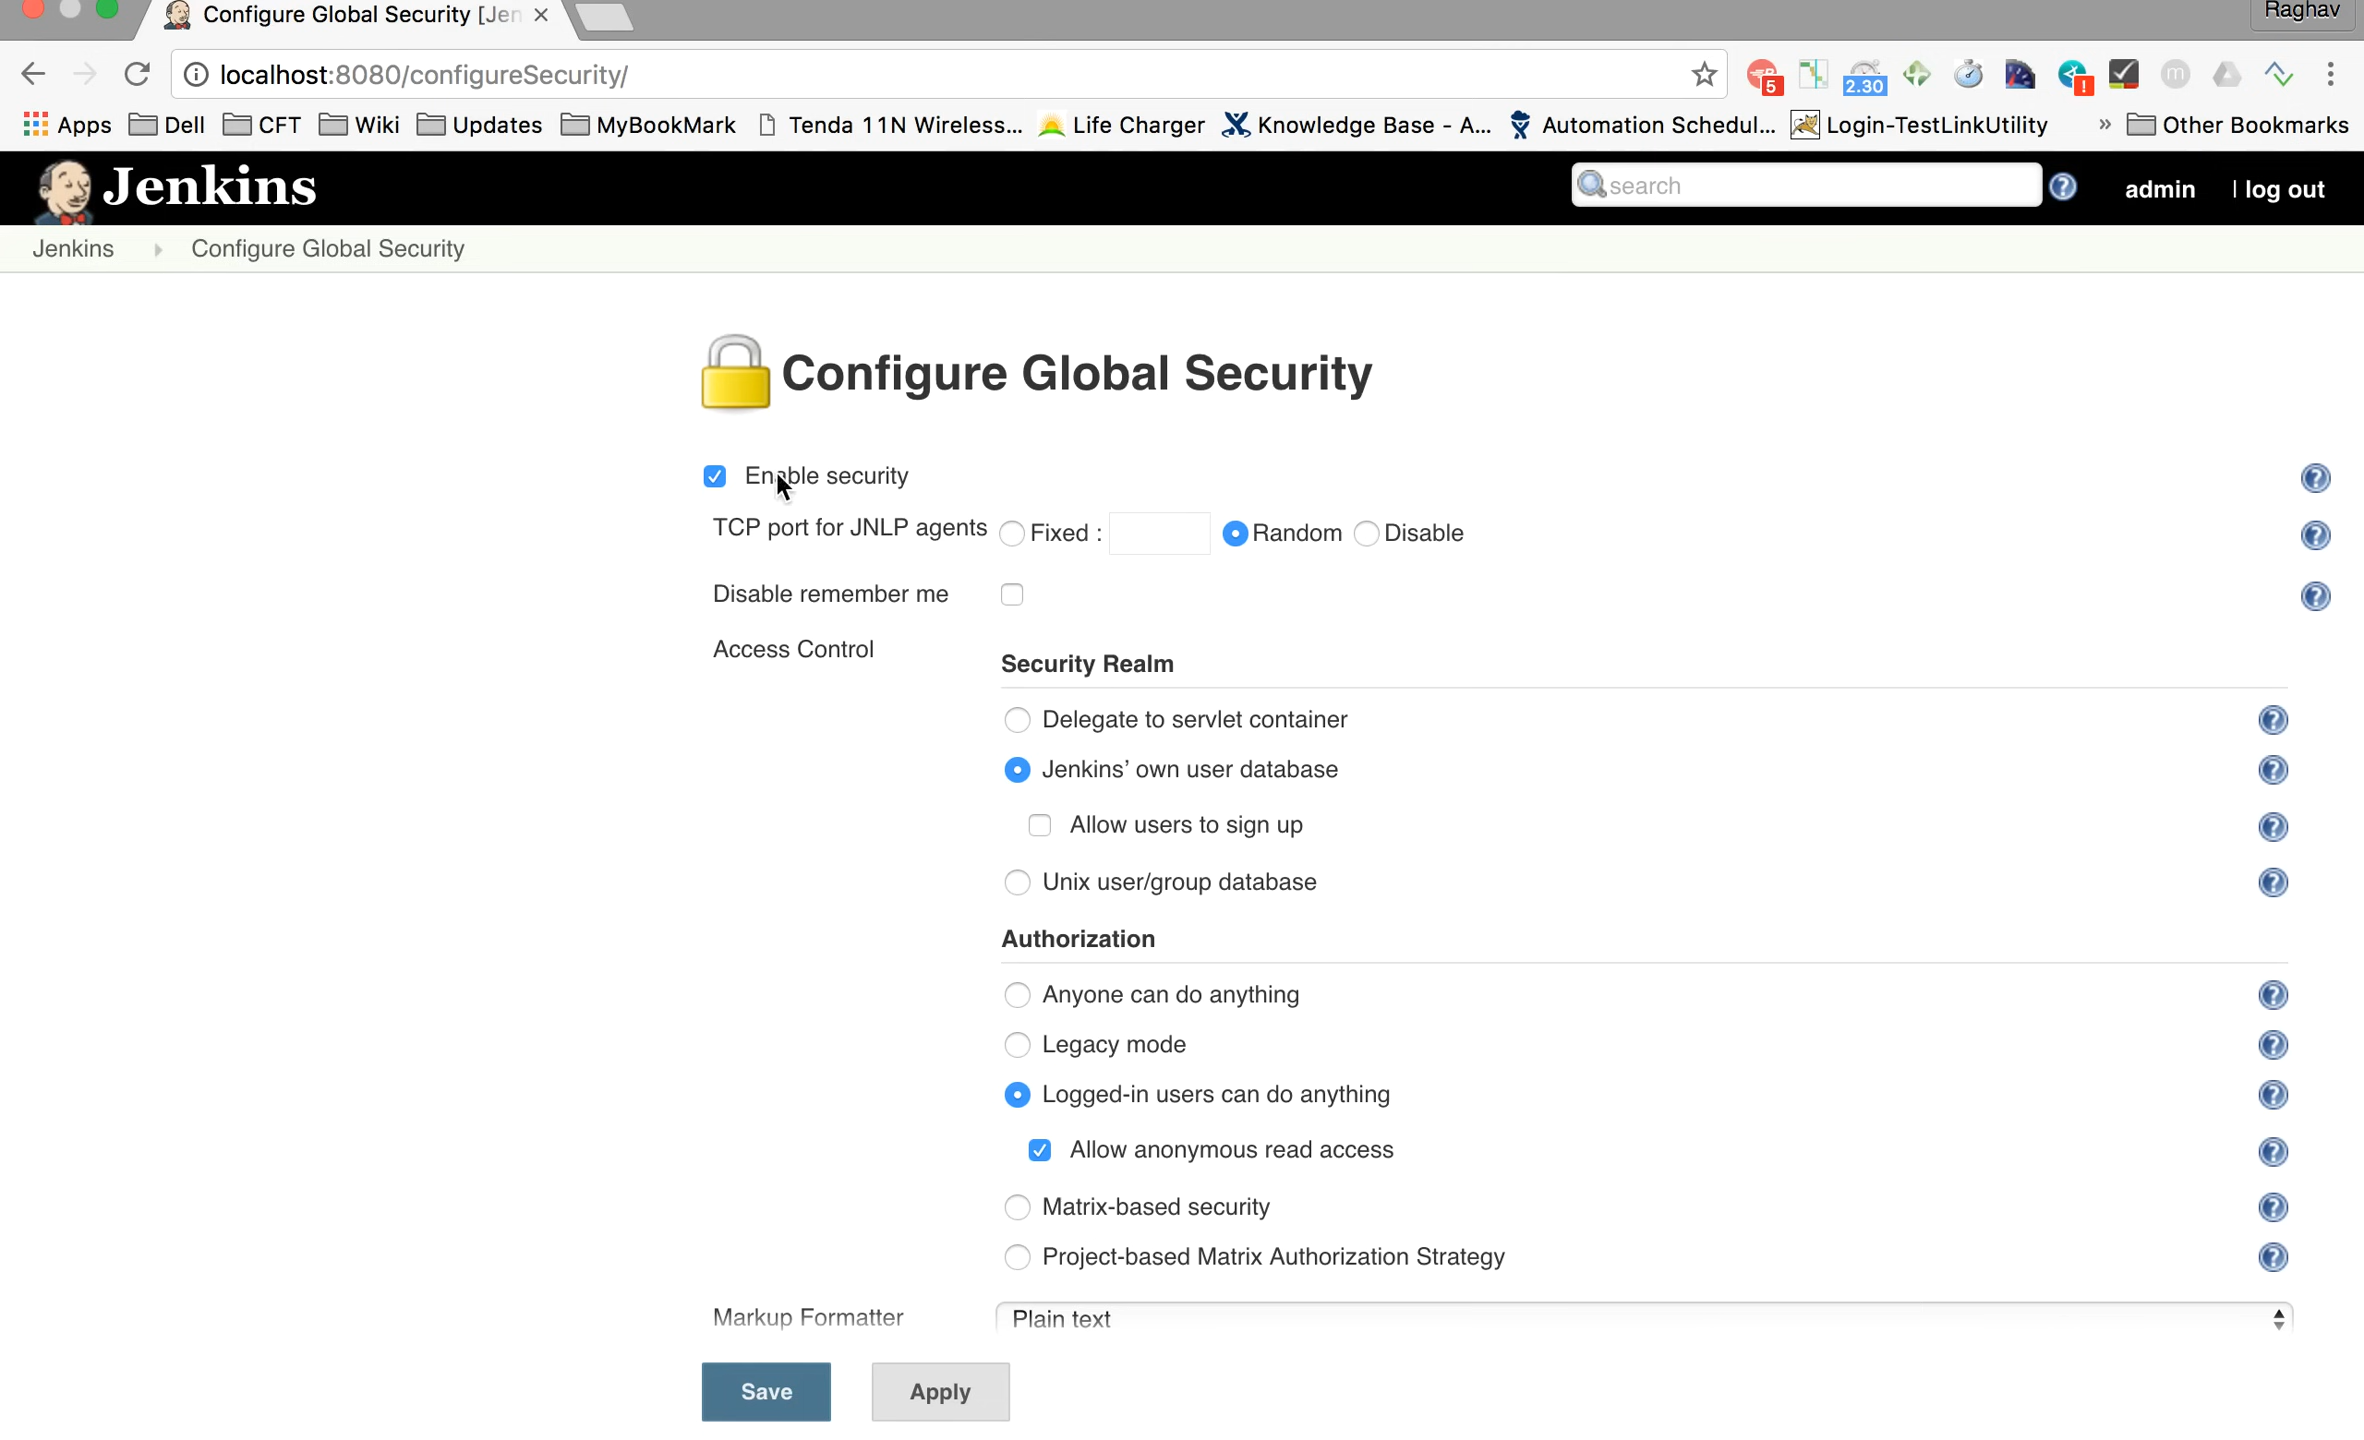 Configure Global Security [Jen
Raghav
localhost:8080/configureSecurity/
5
2.30
!
m
Apps Dell CFT Wiki Updates MyBookMark Tenda 11N Wireless... Life Charger Knowledge Base - A... Automation Schedul... Login-TestLinkUtility » Other Bookmarks
Jenkins
search
admin | log out
Jenkins Configure Global Security
Configure Global Security
Enable security
TCP port for JNLP agents Fixed : Random Disable
Disable remember me
Access Control
Security Realm
Delegate to servlet container
Jenkins’ own user database
Allow users to sign up
Unix user/group database
Authorization
Anyone can do anything
Legacy mode
Logged-in users can do anything
Allow anonymous read access
Matrix-based security
Project-based Matrix Authorization Strategy
Markup Formatter Plain text
Save Apply